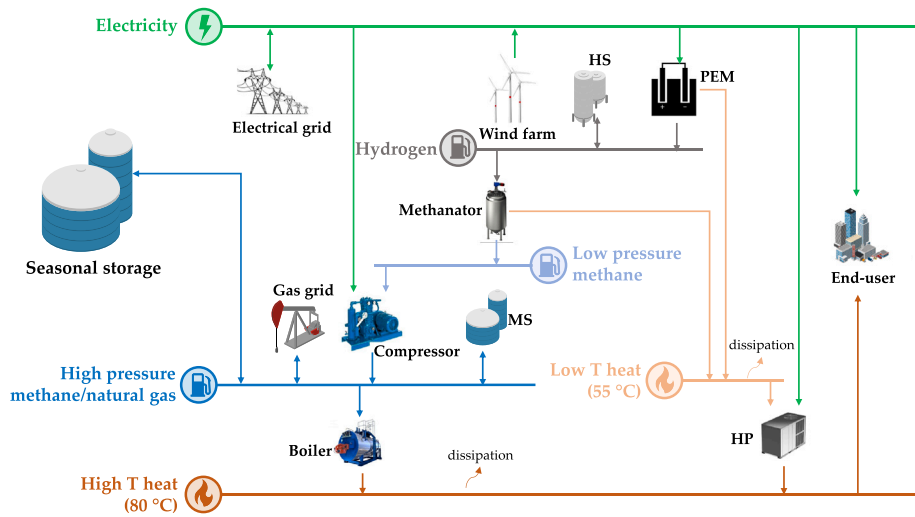 Electricity
HS
PEM
Electrical grid
Wind farm
Hydrogen
Methanator
Seasonal storage
Low pressure
methane
End-user
Gas grid
MS
Compressor
dissipation
High pressure
methane/natural gas
Low T heat
(55 °C)
HP
Boiler
dissipation
High T heat
(80 °C)